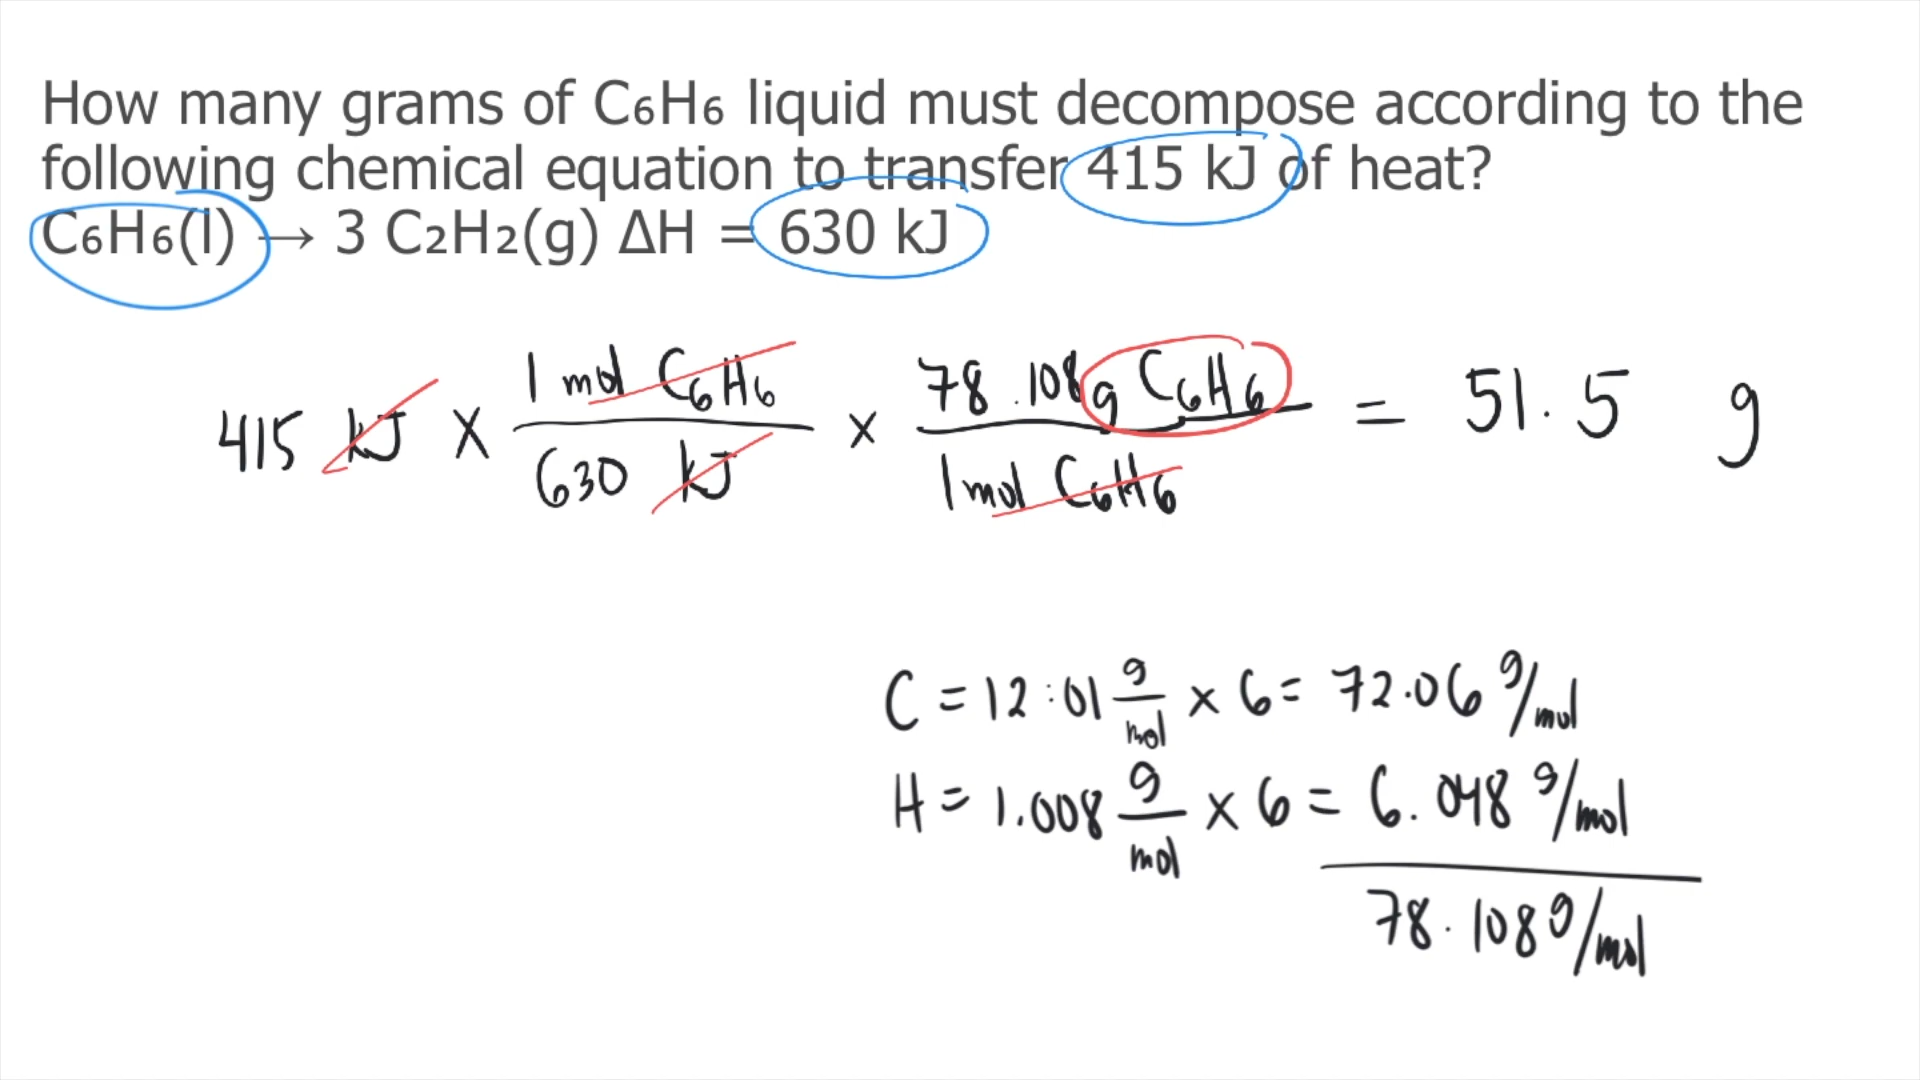 How many grams of C₆H₆ liquid must decompose according to the
following chemical equation to transfer 415 kJ of heat?
C₆H₆(l) → 3 C₂H₂(g) ΔH = 630 kJ
1 mol C₆H₆ 78.108g C₆H₆
415 kJ × × = 51.5 g
630 kJ 1 mol C₆H₆
C = 12.01 g/mol × 6 = 72.06 g/mol
H = 1.008 g/mol × 6 = 6.048 g/mol
78.108 g/mol